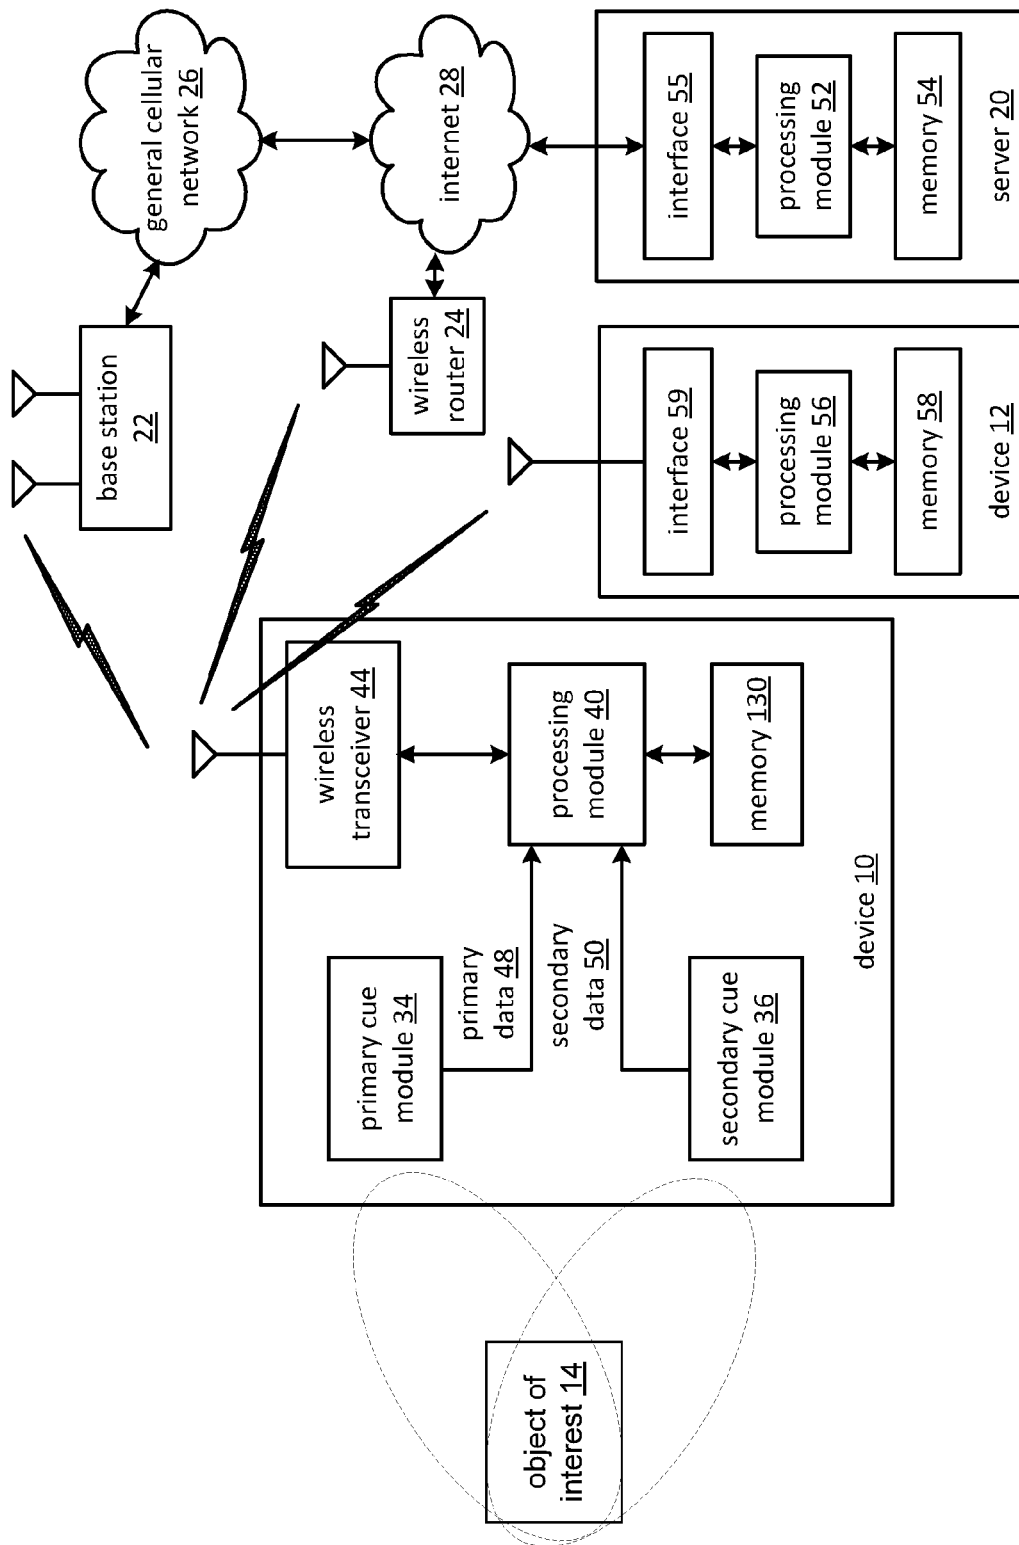 base station
22
general cellular
network 26
wireless
router 24
internet 28
wireless
transceiver 44
primary cue
module 34
primary
data 48
processing
module 40
secondary
data 50
secondary cue
module 36
memory 130
device 10
object of
interest 14
interface 59
processing
module 56
memory 58
device 12
interface 55
processing
module 52
memory 54
server 20